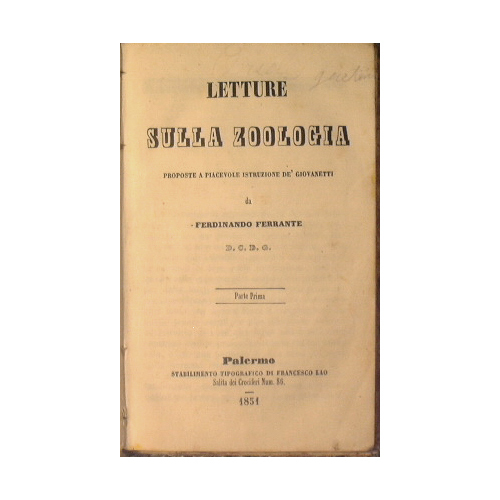 LETTURE
SULLA ZOOLOGIA
PROPOSTE A PIACEVOLE ISTRUZIONE DE' GIOVANETTI
da
FERDINANDO FERRANTE
D. C. D. G.
Parte Prima
Palermo
STABILIMENTO TIPOGRAFICO DI FRANCESCO LAO
Salita dei Crociferi Num. 86.
1851